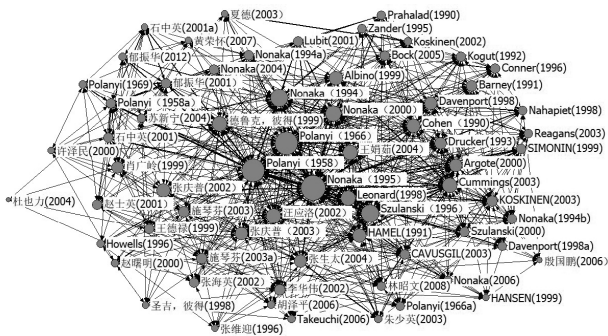 夏德(2003)
Prahalad(1990)
石中英(2001a)
Zander(1995)
黄荣怀(2007)
Lubit(2001)
Koskinen(2002)
郁振华(2012)
Nonaka(1994a)
Bock(2005)
Kogut(1992)
Nonaka(2004)
Albino(1999)
Conner(1996)
Polanyi(1969)
郁振华(2001)
Barney(1991)
Nonaka（1994）
Polanyi(1958a)
Davenport(1998)
Nonaka（2000）
Nahapiet(1998)
苏新宁(2004)
德鲁克，彼得(1999)
Cohen（1990）
石中英(2001)
Polanyi（1966）
Reagans(2003)
Drucker(1993)
许泽民(2000)
王娟茹(2004)
SIMONIN(1999)
肖广岭(1999)
Polanyi（1958）
Argote(2000)
张庆普(2002)
Nonaka（1995）
Cummings(2003)
杜也力(2004)
Leonard(1998)
KOSKINEN(2003)
赵士英(2001)
施琴芬(2003)
汪应洛(2002)
Szulanski（1996）
Nonaka(1994b)
王德禄(1999)
张庆普（2003）
HAMEL(1991)
Szulanski(2000)
Howells(1996)
Davenport(1998a)
施琴芬(2003a)
张生太(2004)
CAVUSGIL(2003)
赵曙明(2000)
殷国鹏(2006)
张海英(2002)
李华伟(2002)
林昭文(2008)
Nonaka(2006)
圣吉，彼得(1998)
胡泽平(2006)
Polanyi(1966a)
HANSEN(1999)
张维迎(1996)
Takeuchi(2006)
朱少英(2003)